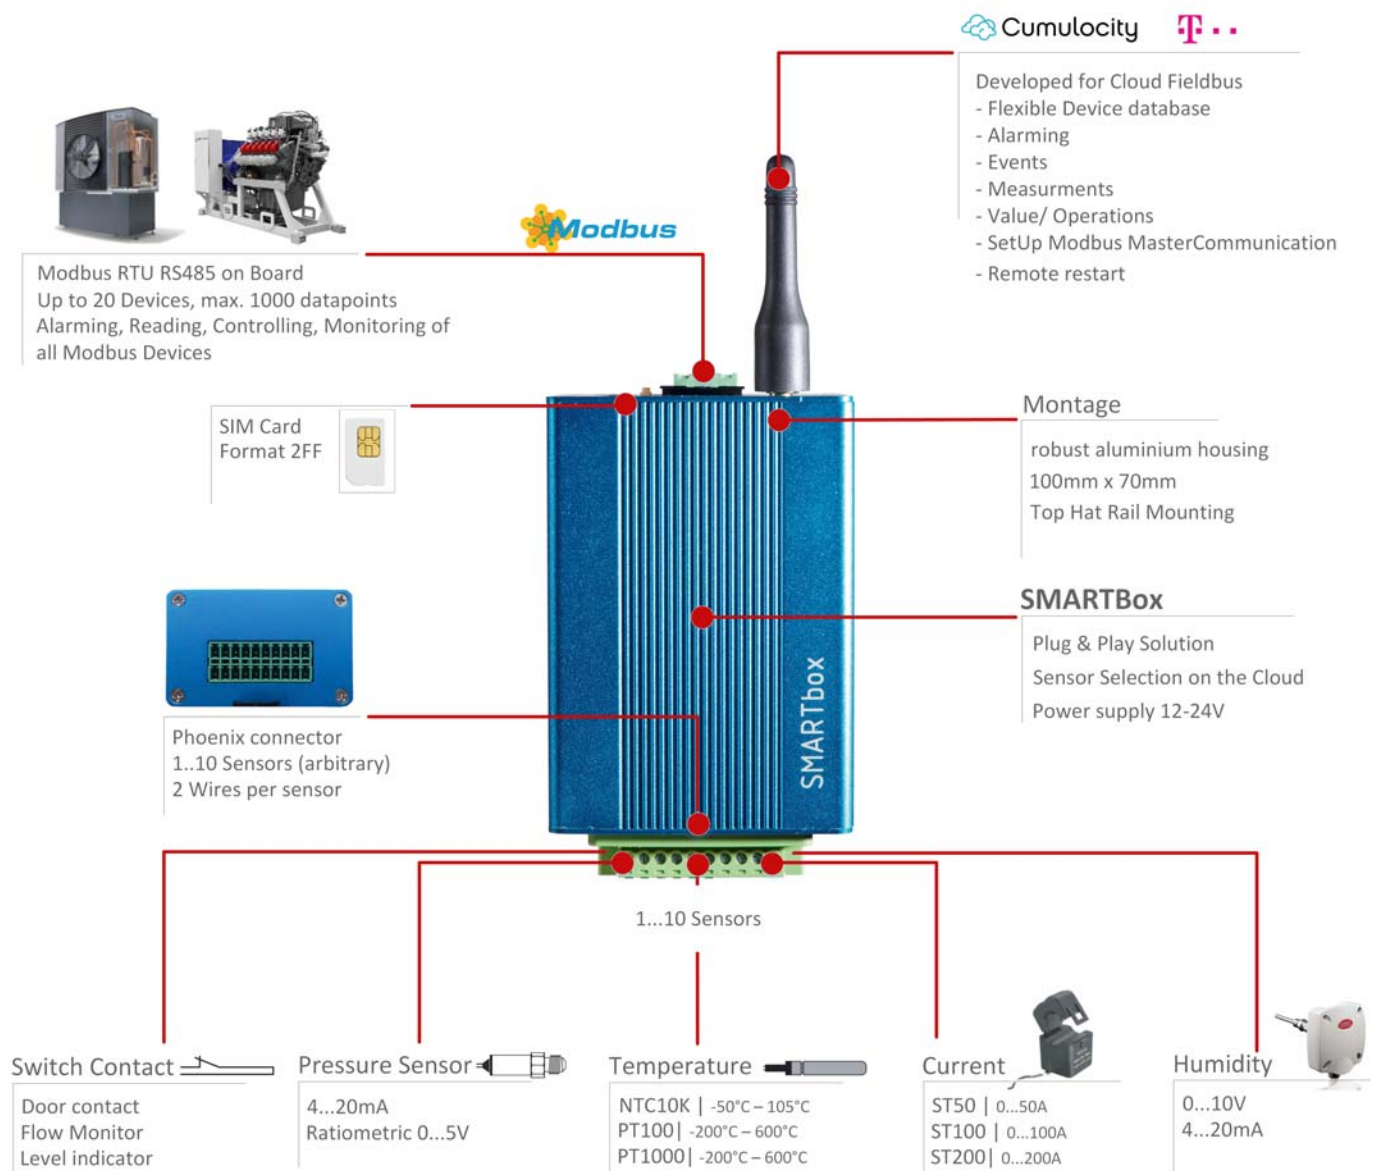 Cumulocity T
Developed for Cloud Fieldbus
- Flexible Device database
- Alarming
- Events
- Measurments
- Value/ Operations
- SetUp Modbus MasterCommunication
- Remote restart
Modbus
Modbus RTU RS485 on Board
Up to 20 Devices, max. 1000 datapoints
Alarming, Reading, Controlling, Monitoring of
all Modbus Devices
SIM Card
Format 2FF
Montage
robust aluminium housing
100mm x 70mm
Top Hat Rail Mounting
SMARTBox
Plug & Play Solution
Sensor Selection on the Cloud
Power supply 12-24V
SMARTbox
Phoenix connector
1..10 Sensors (arbitrary)
2 Wires per sensor
1...10 Sensors
Switch Contact
Door contact
Flow Monitor
Level indicator
Pressure Sensor
4...20mA
Ratiometric 0...5V
Temperature
NTC10K | -50°C – 105°C
PT100| -200°C – 600°C
PT1000| -200°C – 600°C
Current
ST50 | 0...50A
ST100 | 0...100A
ST200| 0...200A
Humidity
0...10V
4...20mA